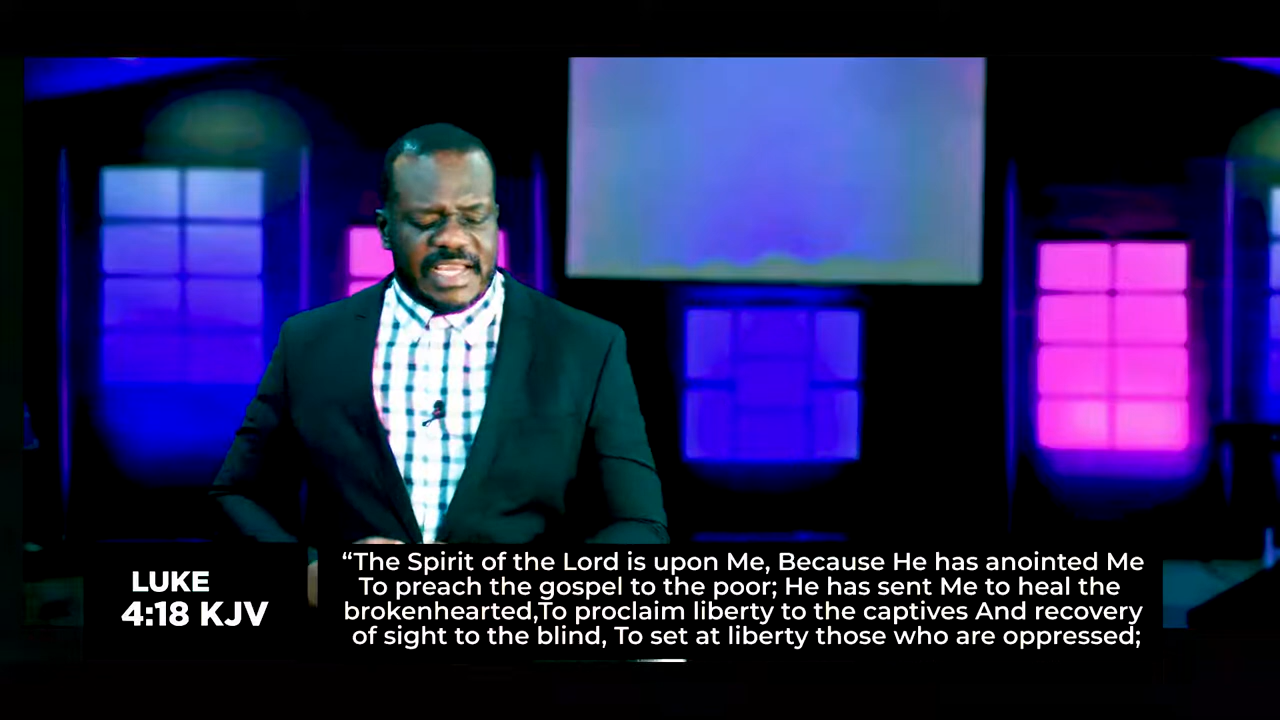 LUKE
4:18 KJV
“The Spirit of the Lord is upon Me, Because He has anointed Me
To preach the gospel to the poor; He has sent Me to heal the
brokenhearted,To proclaim liberty to the captives And recovery
of sight to the blind, To set at liberty those who are oppressed;